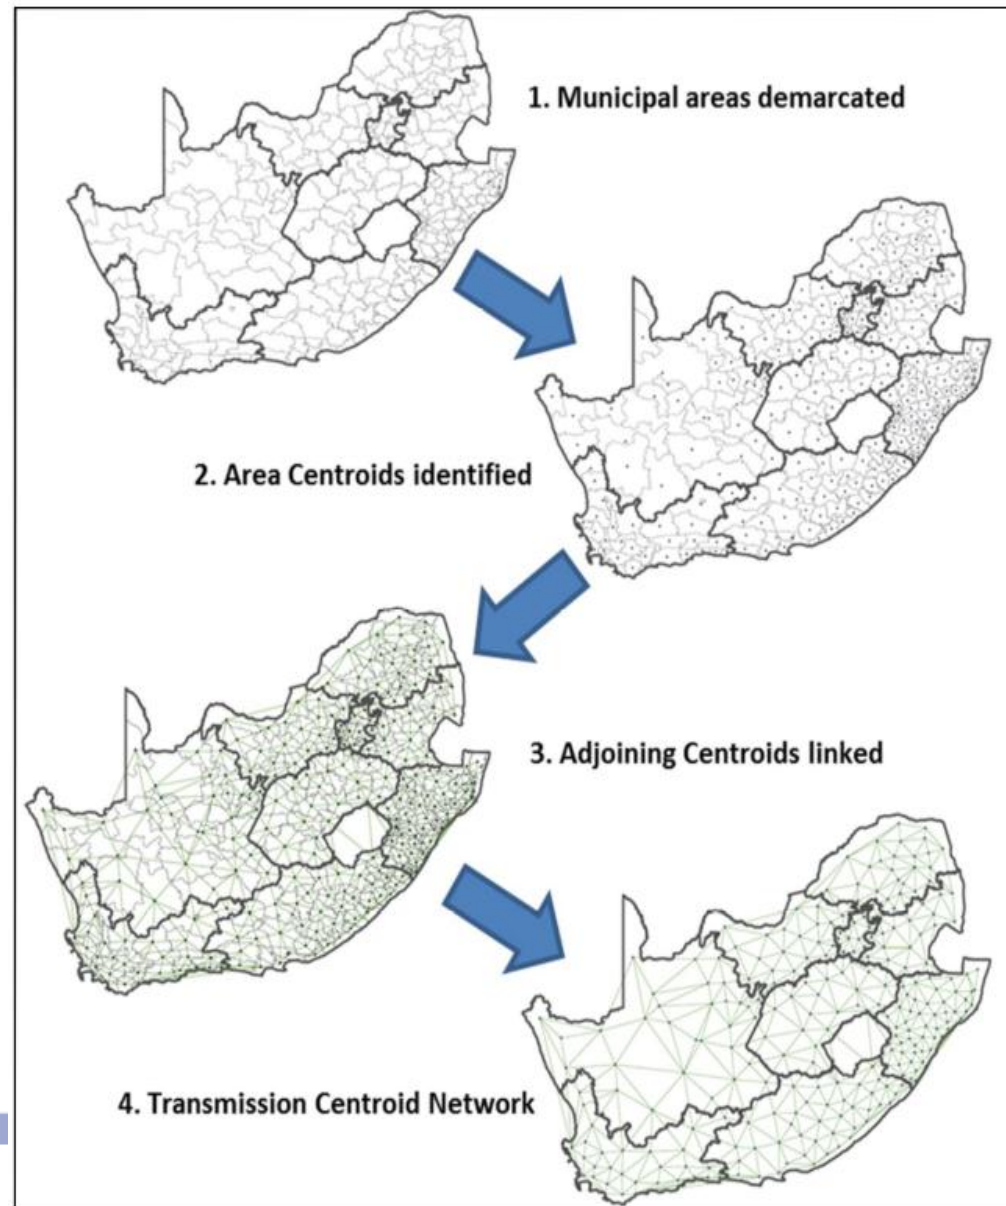 1. Municipal areas demarcated
2. Area Centroids identified
3. Adjoining Centroids linked
4. Transmission Centroid Network